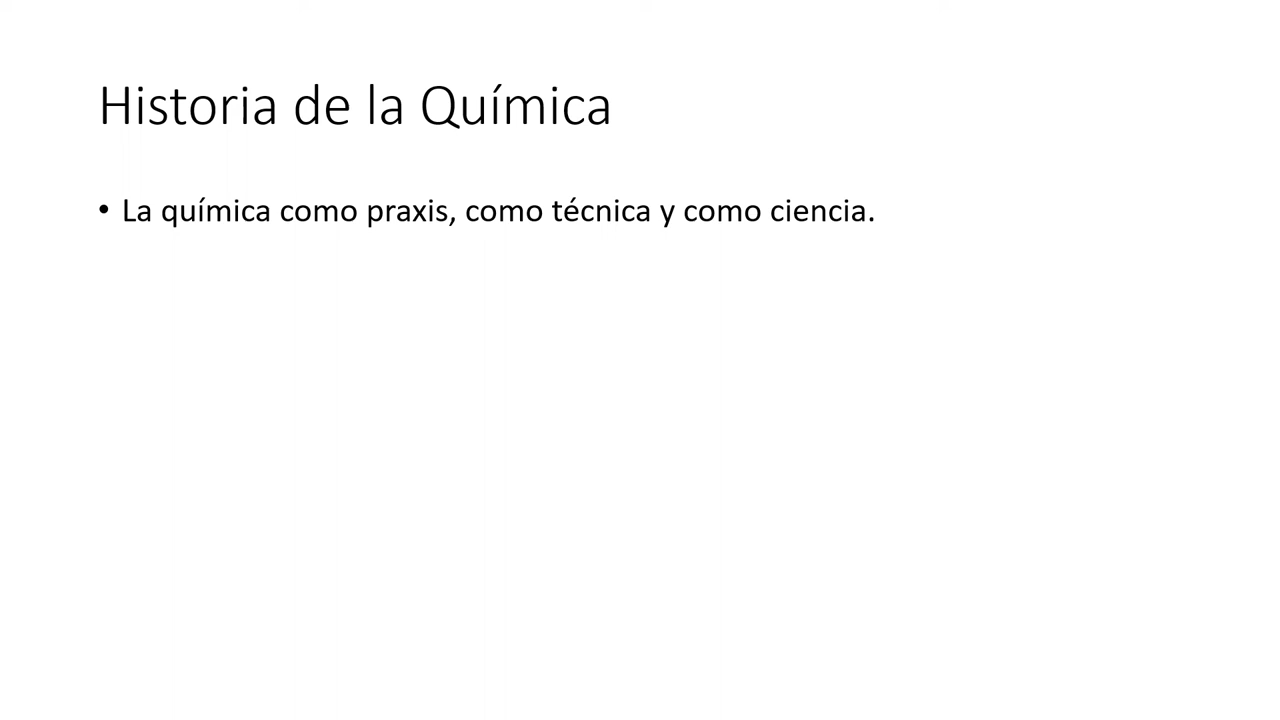 Historia de la Química
• La química como praxis, como técnica y como ciencia.